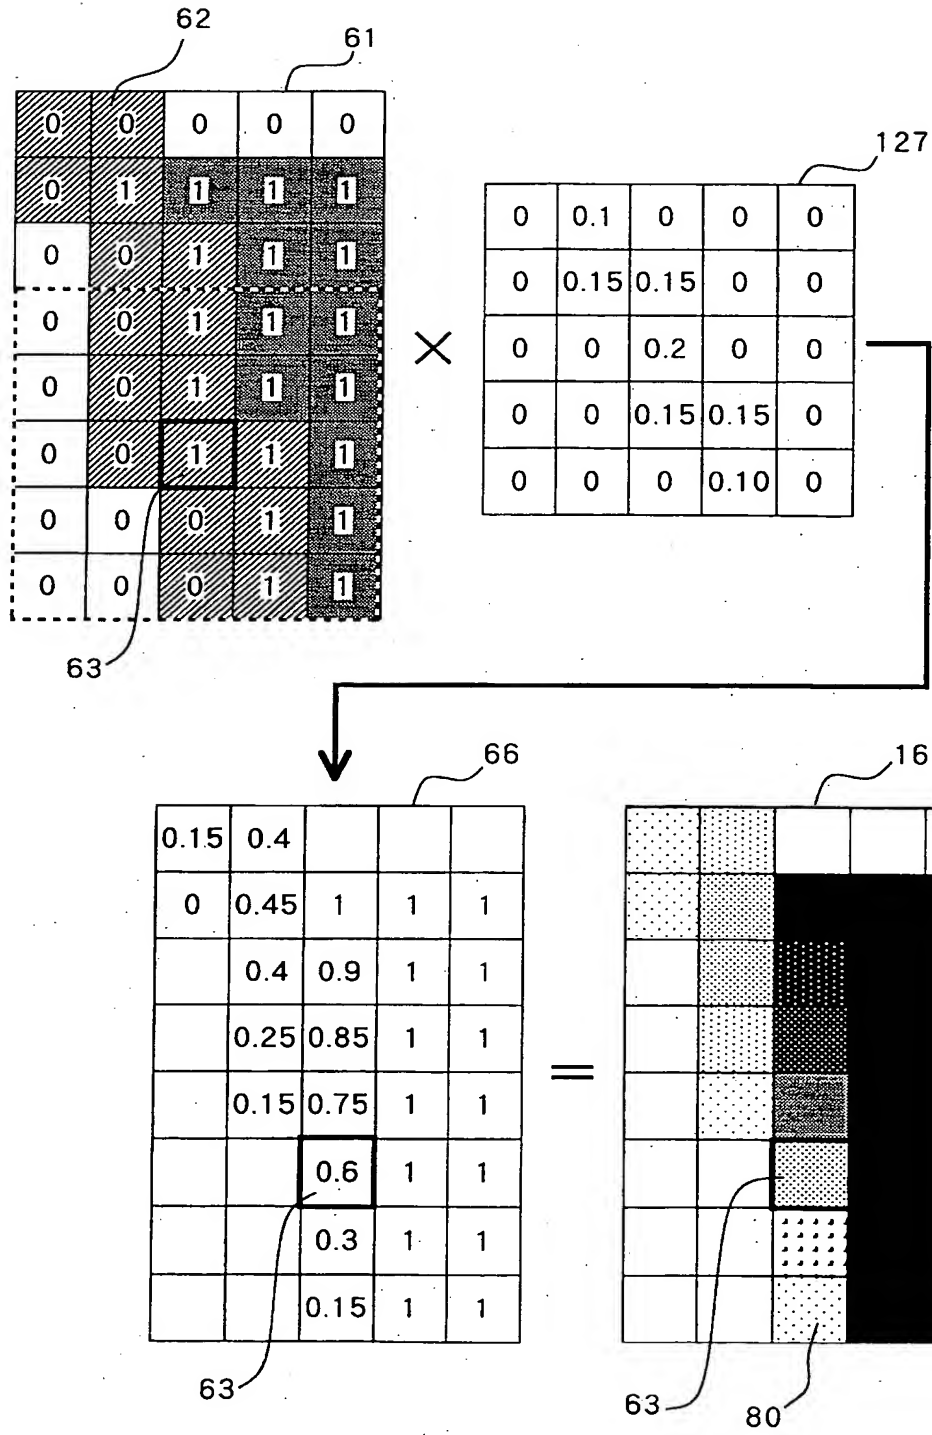 62
61
0 0 0 0 0
0 1 1 1 1
0 0 1 1 1
0 0 1 1 1
0 0 1 1 1
0 0 1 1 1
0 0 0 1 1
0 0 0 1 1
63
×
127
0 0.1 0 0 0
0 0.15 0.15 0 0
0 0 0.2 0 0
0 0 0.15 0.15 0
0 0 0 0.10 0
66
0.15 0.4
0 0.45 1 1 1
0.4 0.9 1 1
0.25 0.85 1 1
0.15 0.75 1 1
0.6 1 1
0.3 1 1
0.15 1 1
63
=
16
63
80